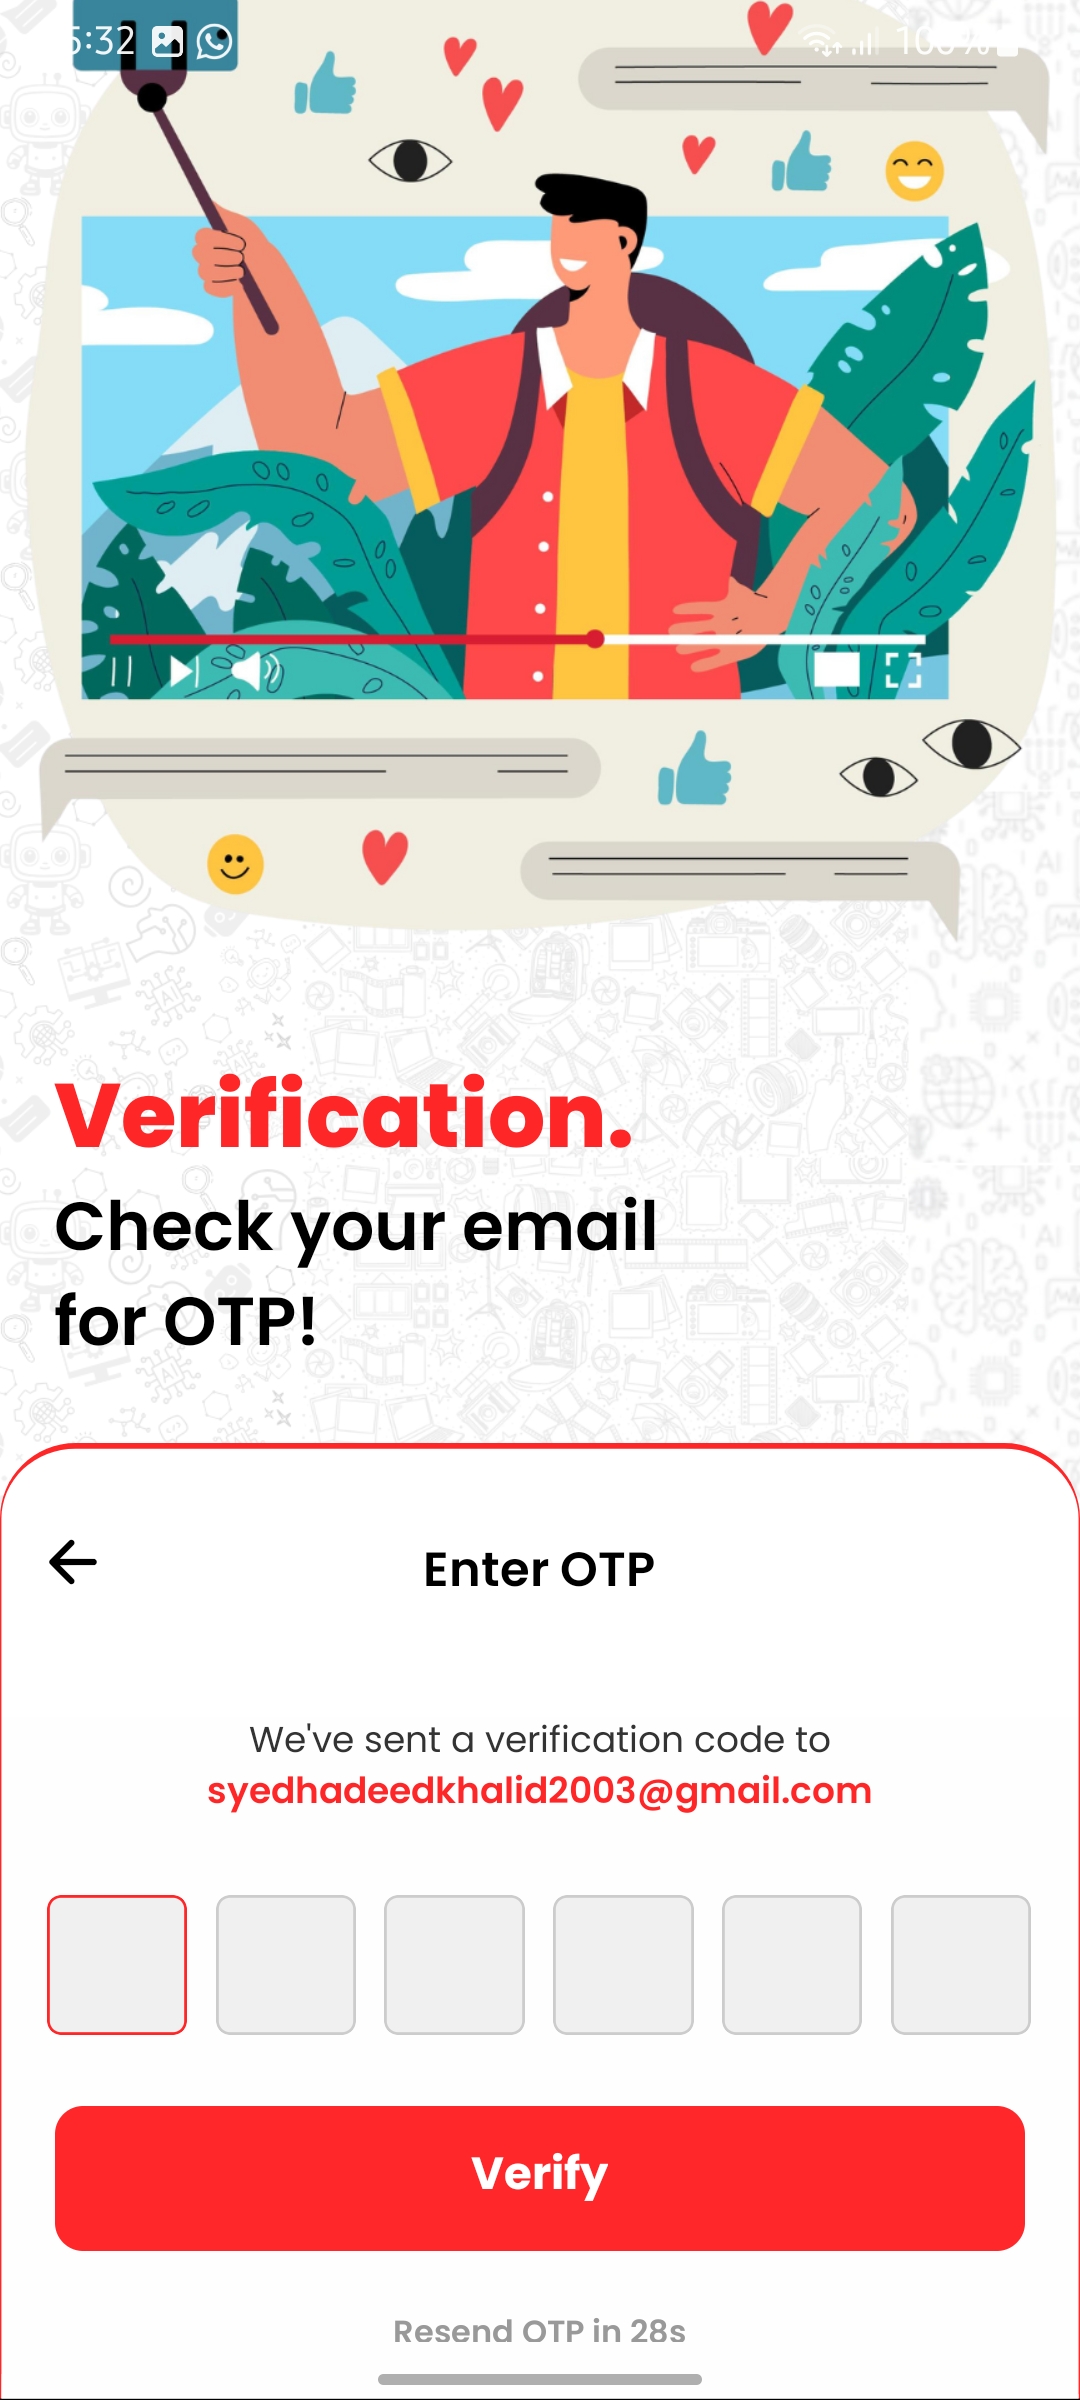 5:32
100%
Verification.
Check your email
for OTP!
Enter OTP
We've sent a verification code to
syedhadeedkhalid2003@gmail.com
Verify
Resend OTP in 28s